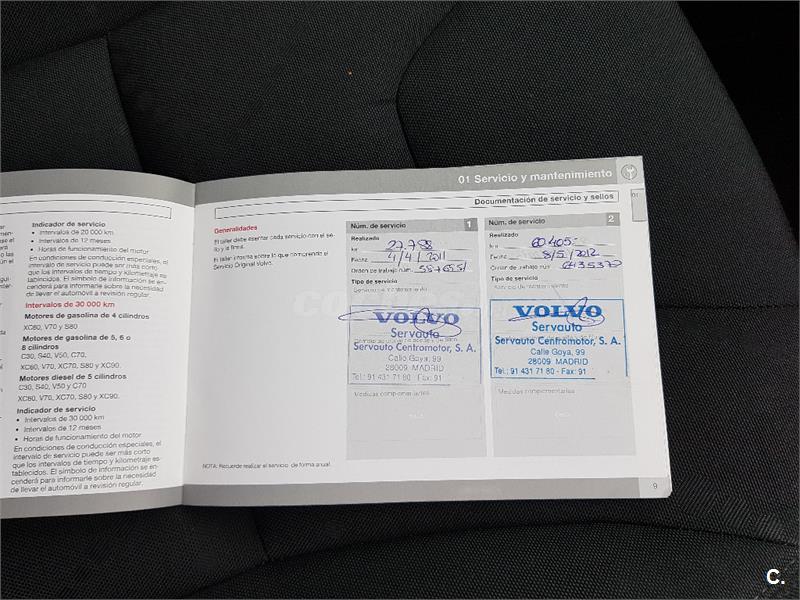 Indicador de servicio
• Intervalos de 20 000 km
• Intervalos de 12 meses
• Horas de funcionamiento del motor
En condiciones de conducción especiales, el
intervalo de servicio puede ser más corto
que los intervalos de tiempo y kilometraje es-
tablecidos. El símbolo de información se en-
cenderá para informarle sobre la necesidad
de llevar el automóvil a revisión regular.
Intervalos de 30 000 km
Motores de gasolina de 4 cilindros
XC60, V70 y S80
Motores de gasolina de 5, 6 o
8 cilindros
C30, S40, V50, C70,
XC60, V70, XC70, S80 y XC90.
Motores diésel de 5 cilindros
C30, S40, V50 y C70
XC60, V70, XC70, S80 y XC90.
Indicador de servicio
• Intervalos de 30 000 km
• Intervalos de 12 meses
• Horas de funcionamiento del motor
En condiciones de conducción especiales, el
intervalo de servicio puede ser más corto
que los intervalos de tiempo y kilometraje es-
tablecidos. El símbolo de información se en-
cenderá para informarle sobre la necesidad
de llevar el automóvil a revisión regular.
01 Servicio y mantenimiento
Documentación de servicio y sellos
01
Generalidades
El taller debe asentar cada servicio con el se-
llo y la firma.
El taller informa sobre lo que comprende el
Servicio Original Volvo.
NOTA: Recuerde realizar el servicio de forma anual.
Núm. de servicio 1
Realizado
km 27.788
Fecha 4/4/2011
Orden de trabajo núm.
Tipo de servicio
Servicio de mantenimiento
VOLVO
Servauto
Servauto Centromotor, S. A.
Calle Goya, 99
28009 MADRID
Tel.: 91 431 71 80 - Fax: 91
Medidas complementarias
Núm. de servicio 2
Realizado
km 60.405.-
Fecha 8/5/2012
Orden de trabajo núm. 6435370
Tipo de servicio
Servicio de mantenimiento
VOLVO
Servauto
Servauto Centromotor, S. A.
Calle Goya, 99
28009 MADRID
Tel.: 91 431 71 80 - Fax: 91
Medidas complementarias
9
C.